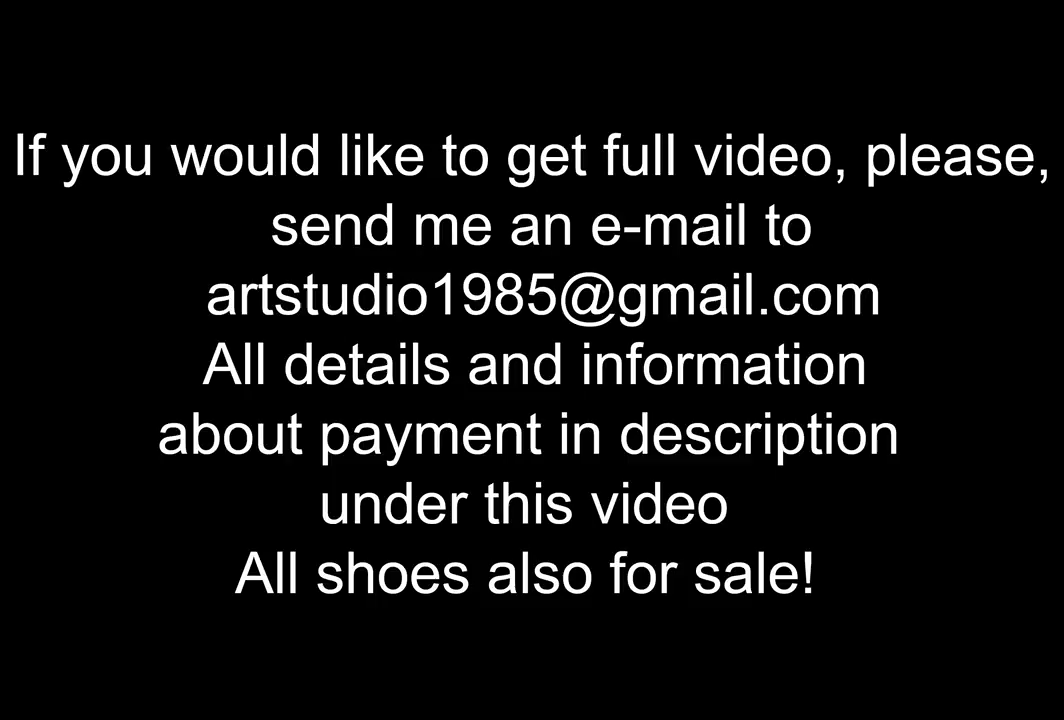 If you would like to get full video, please,
send me an e-mail to
artstudio1985@gmail.com
All details and information
about payment in description
under this video
All shoes also for sale!